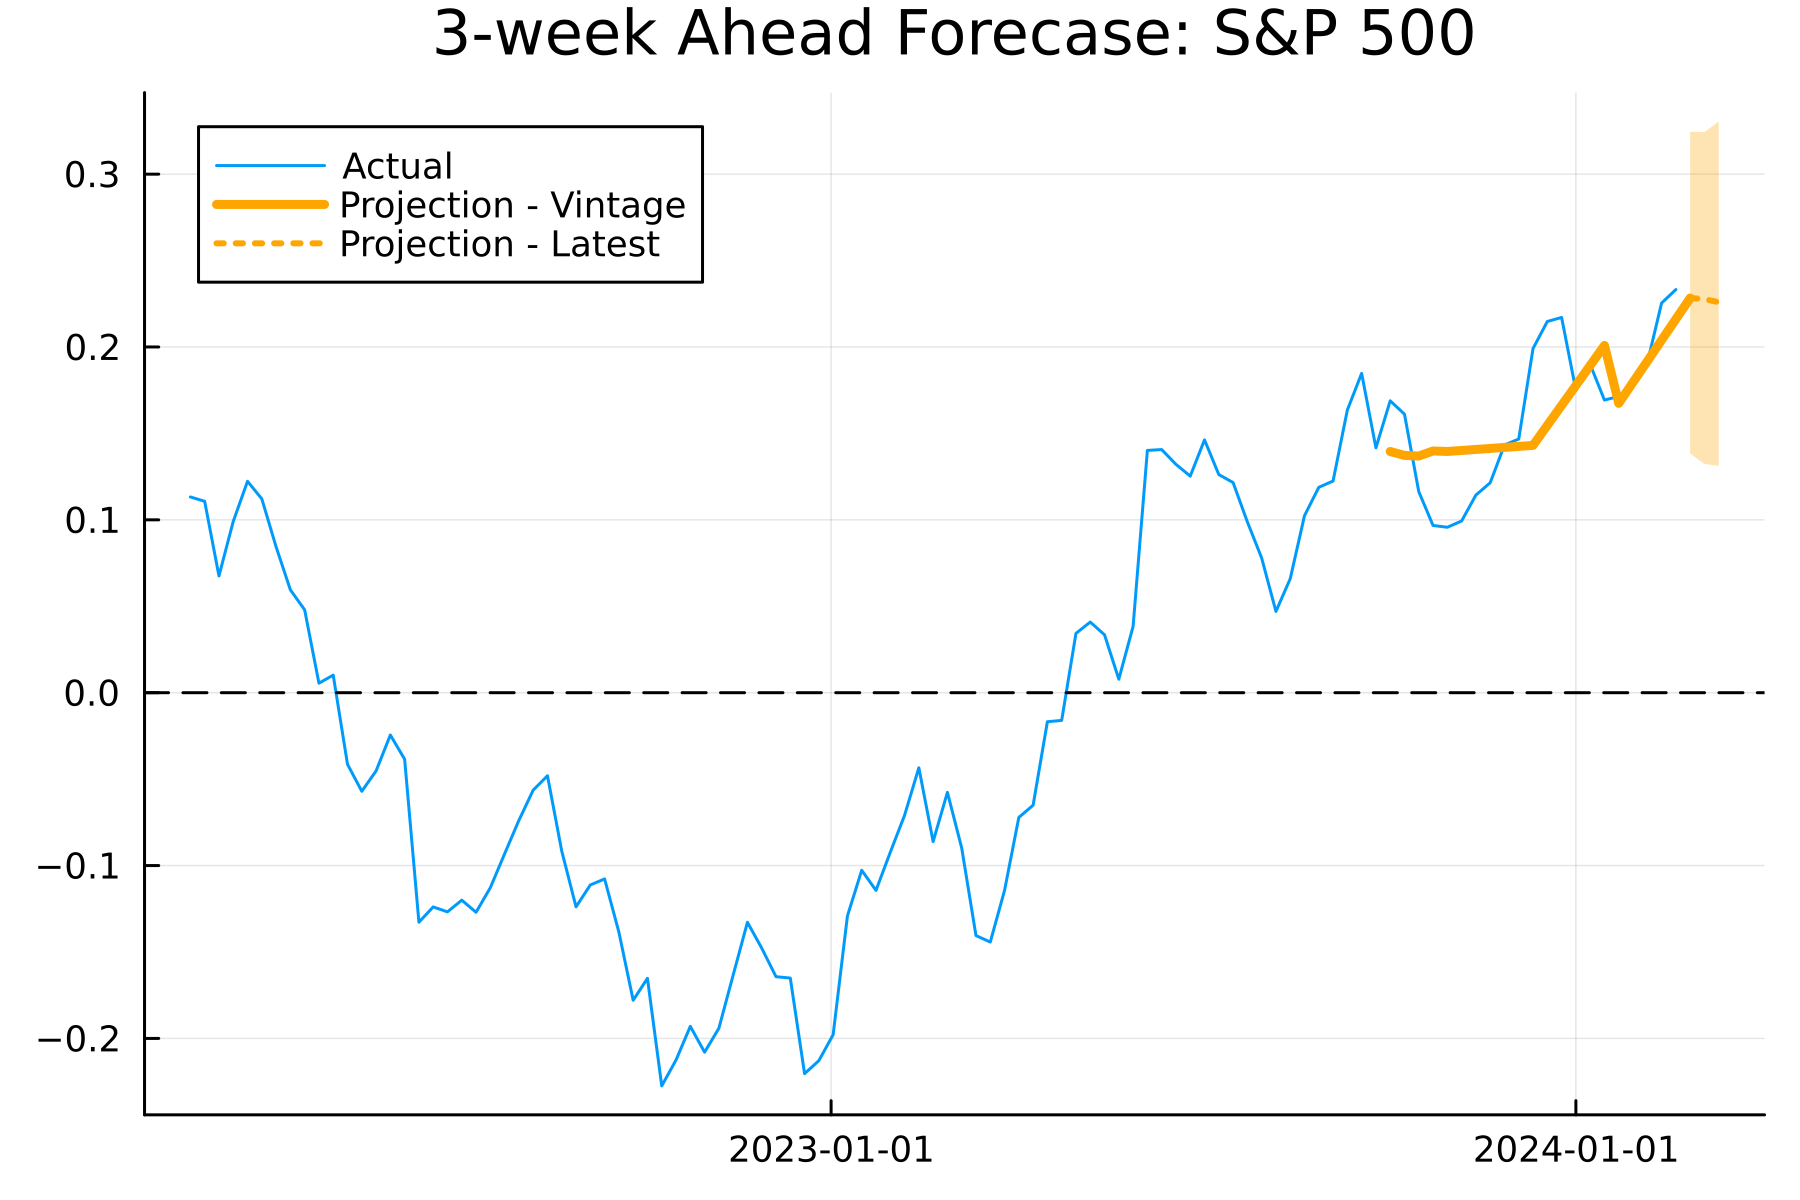 3-week Ahead Forecase: S&P 500
Actual
Projection - Vintage
Projection - Latest
0.3
0.2
0.1
0.0
−0.1
−0.2
2023-01-01
2024-01-01